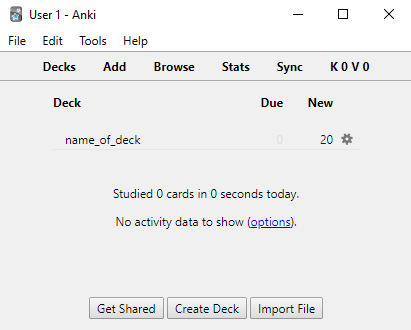 User 1 - Anki
File Edit Tools Help
Decks Add Browse Stats Sync K 0 V 0
Deck Due New
name_of_deck 0 20
Studied 0 cards in 0 seconds today.
No activity data to show (options).
Get Shared Create Deck Import File